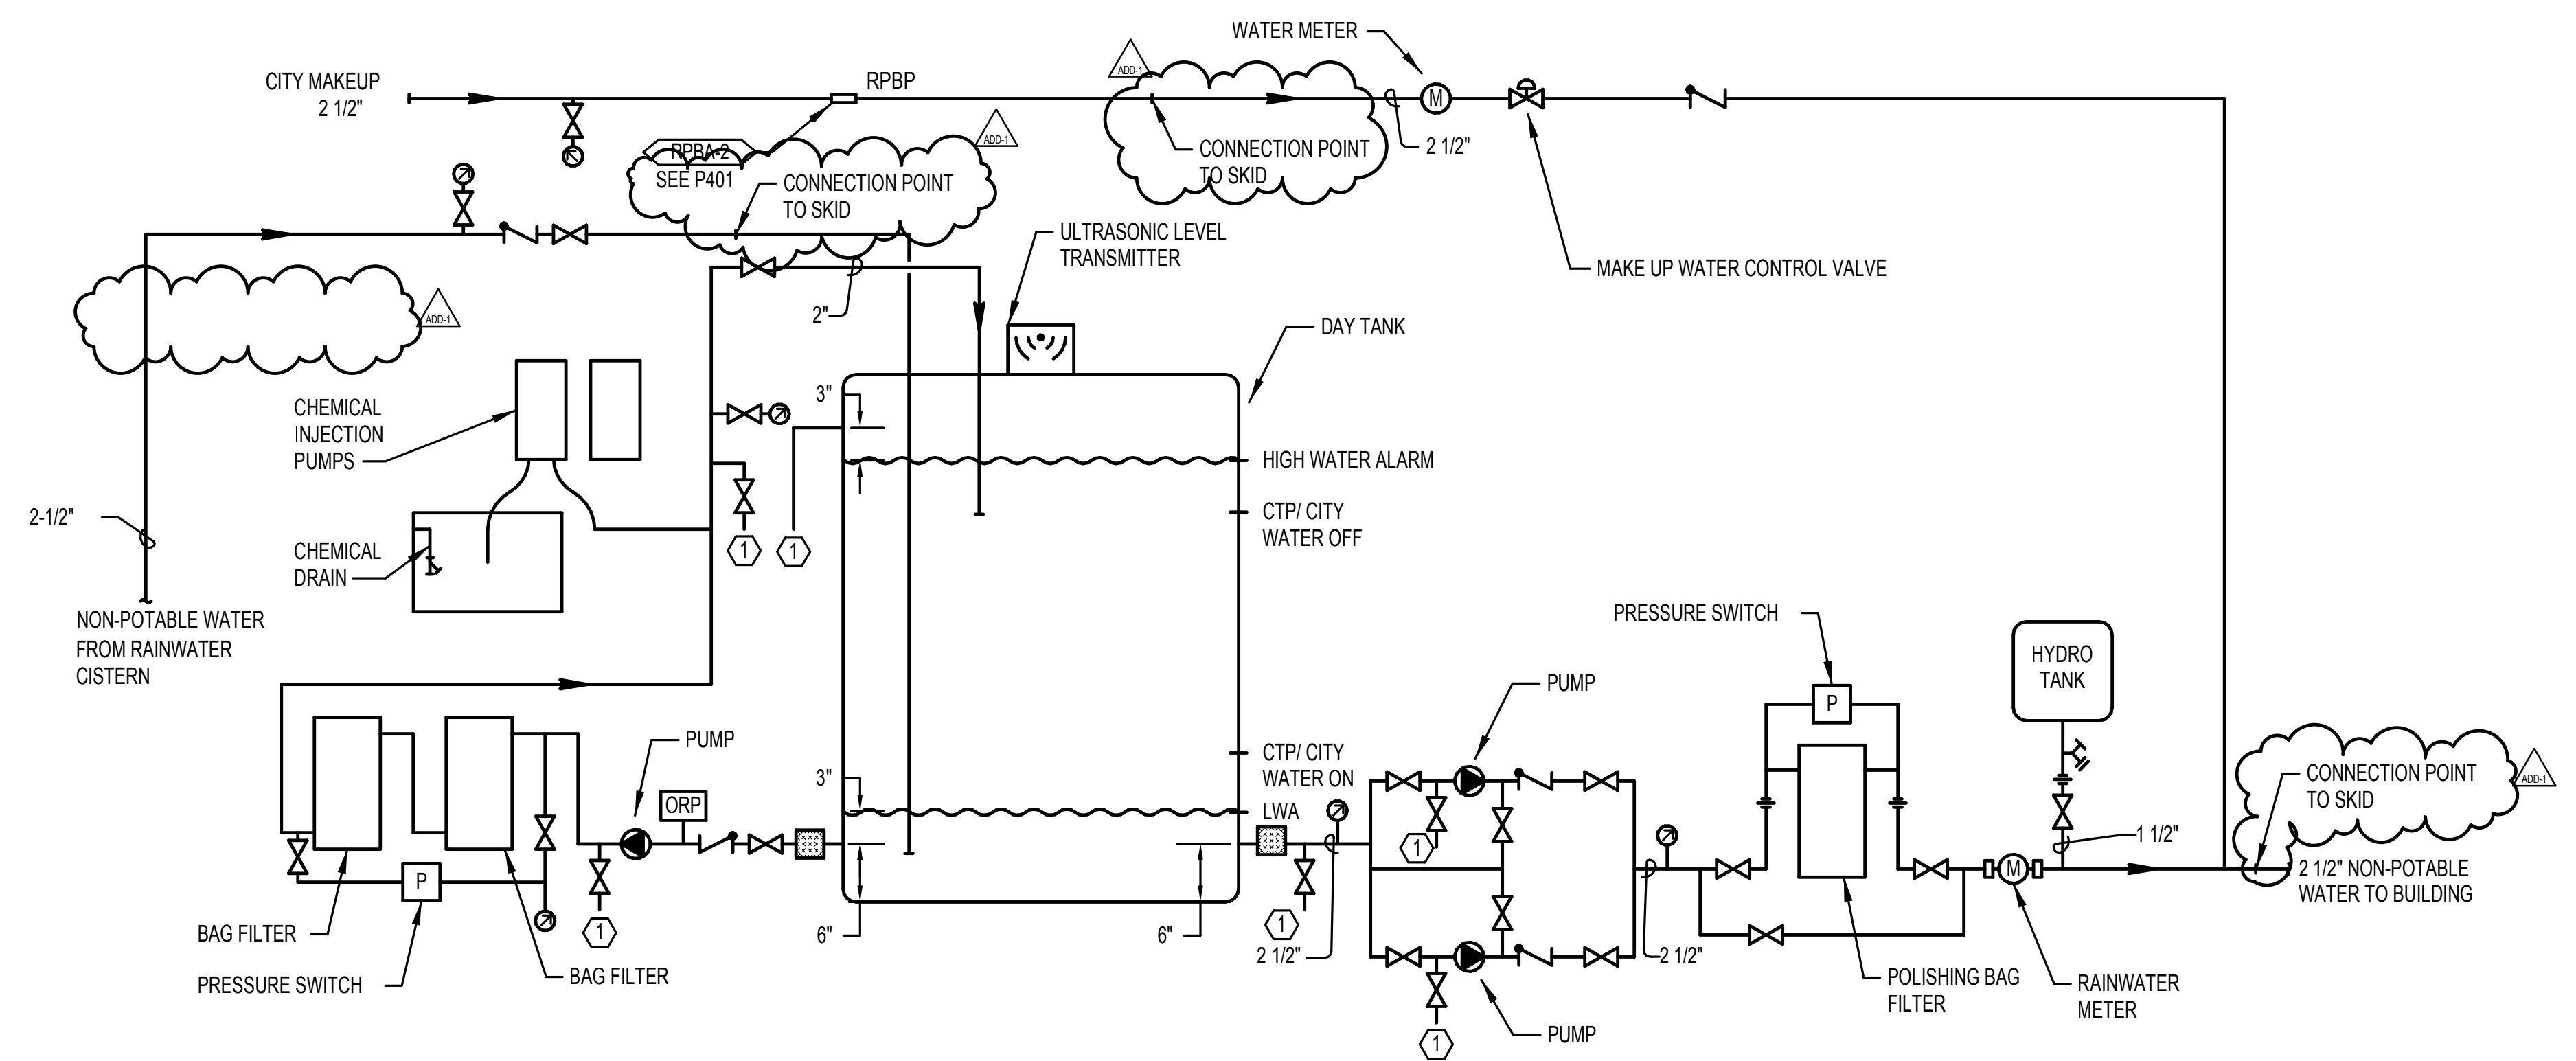 WATER METER
ADD-1
CITY MAKEUP
2 1/2"
RPBP
M
ADD-1
RPBA-2
SEE P401
CONNECTION POINT
TO SKID
CONNECTION POINT
TO SKID
2 1/2"
ULTRASONIC LEVEL
TRANSMITTER
MAKE UP WATER CONTROL VALVE
ADD-1
2"
DAY TANK
3"
CHEMICAL
INJECTION
PUMPS
HIGH WATER ALARM
2-1/2"
CTP/ CITY
WATER OFF
1
1
CHEMICAL
DRAIN
NON-POTABLE WATER
FROM RAINWATER
CISTERN
PRESSURE SWITCH
HYDRO
TANK
PUMP
P
PUMP
CTP/ CITY
WATER ON
3"
ORP
LWA
CONNECTION POINT
TO SKID
ADD-1
1 1/2"
1
P
M
2 1/2" NON-POTABLE
WATER TO BUILDING
BAG FILTER
1
6"
6"
1
2 1/2"
2 1/2"
PRESSURE SWITCH
BAG FILTER
POLISHING BAG
FILTER
RAINWATER
METER
PUMP
1